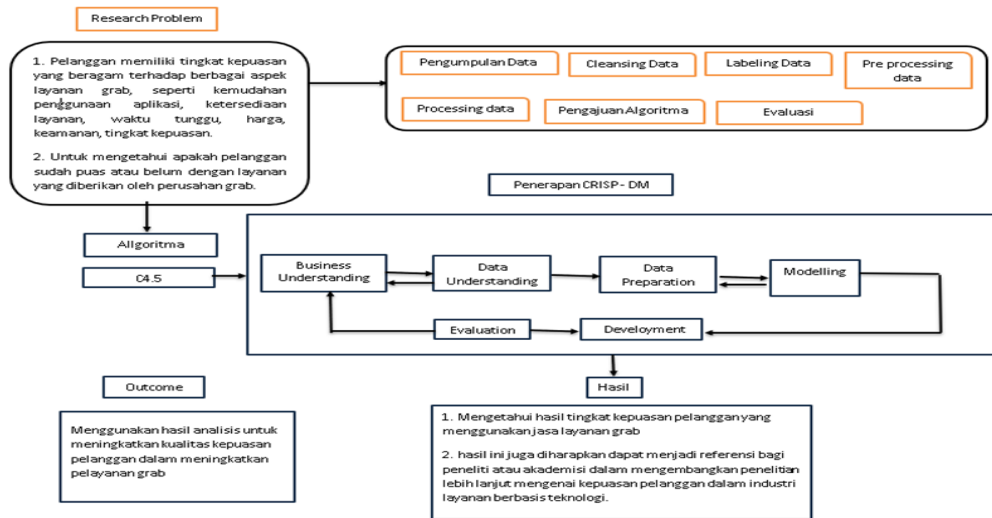 Research Problem
1. Pelanggan memiliki tingkat kepuasan
yang beragam terhadap berbagai aspek
layanan grab, seperti kemudahan
penggunaan aplikasi, ketersediaan
layanan, waktu tunggu, harga,
keamanan, tingkat kepuasan.
2. Untuk mengetahui apakah pelanggan
sudah puas atau belum dengan layanan
yang diberikan oleh perusahan grab.
Pengumpulan Data
Cleansing Data
Labeling Data
Pre processing
data
Processing data
Pengajuan Algoritma
Evaluasi
Penerapan CRISP - DM
Allgoritma
C4.5
Business
Understanding
Data
Understanding
Data
Preparation
Modelling
Evaluation
Develoyment
Outcome
Menggunakan hasil analisis untuk
meningkatkan kualitas kepuasan
pelanggan dalam meningkatkan
pelayanan grab
Hasil
1. Mengetahui hasil tingkat kepuasan pelanggan yang
menggunakan jasa layanan grab
2. hasil ini juga diharapkan dapat menjadi referensi bagi
peneliti atau akademisi dalam mengembangkan penelitian
lebih lanjut mengenai kepuasan pelanggan dalam industri
layanan berbasis teknologi.